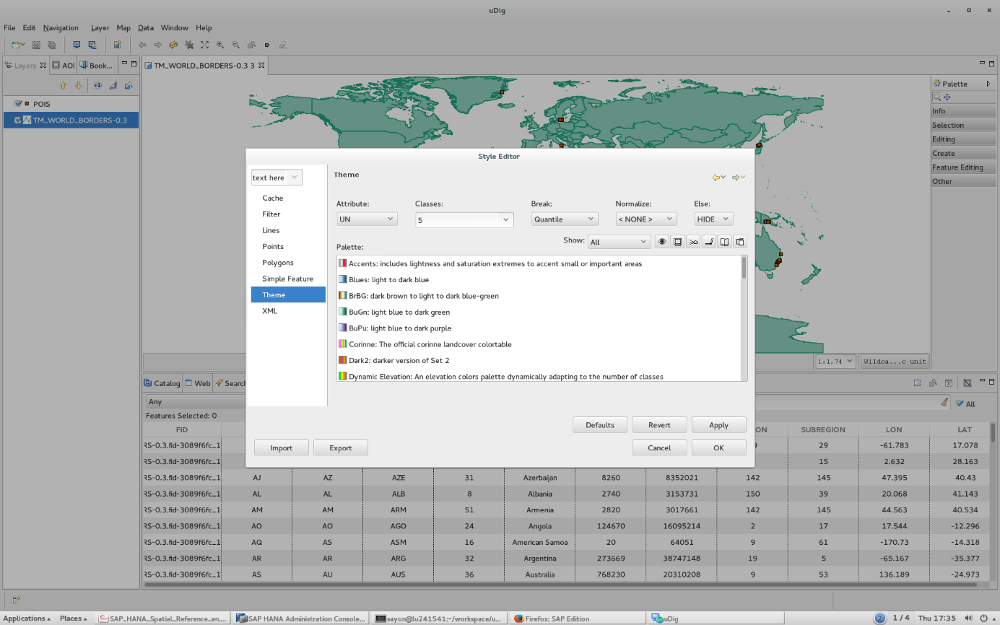 uDig
File Edit Navigation Layer Map Data Window Help
Layers AOI Book...
TM_WORLD_BORDERS-0.3 3
Palette
POIS
TM_WORLD_BORDERS-0.3
Info
Selection
Editing
Create
Feature Editing
Other
Style Editor
text here
Cache
Filter
Lines
Points
Polygons
Simple Feature
Theme
XML
Theme
Attribute: Classes: Break: Normalize: Else:
UN 5 Quantile < NONE > HIDE
Palette: Show: All
Accents: includes lightness and saturation extremes to accent small or important areas
Blues: light to dark blue
BrBG: dark brown to light to dark blue-green
BuGn: light blue to dark green
BuPu: light blue to dark purple
Corinne: The official corinne landcover colortable
Dark2: darker version of Set 2
Dynamic Elevation: An elevation colors palette dynamically adapting to the number of classes
Defaults Revert Apply
Import Export Cancel OK
1:1,74 Wildca...c unit
Catalog Web Search
Any All
Features Selected: 0
FID SUBREGION LON LAT
RS-0.3.fid-3089f6fc_1 29 -61.783 17.078
RS-0.3.fid-3089f6fc_1 15 2.632 28.163
RS-0.3.fid-3089f6fc_1 AJ AZ AZE 31 Azerbaijan 8260 8352021 142 145 47.395 40.43
RS-0.3.fid-3089f6fc_1 AL AL ALB 8 Albania 2740 3153731 150 39 20.068 41.143
RS-0.3.fid-3089f6fc_1 AM AM ARM 51 Armenia 2820 3017661 142 145 44.563 40.534
RS-0.3.fid-3089f6fc_1 AO AO AGO 24 Angola 124670 16095214 2 17 17.544 -12.296
RS-0.3.fid-3089f6fc_1 AQ AS ASM 16 American Samoa 20 64051 9 61 -170.73 -14.318
RS-0.3.fid-3089f6fc_1 AR AR ARG 32 Argentina 273669 38747148 19 5 -65.167 -35.377
RS-0.3.fid-3089f6fc_1 AS AU AUS 36 Australia 768230 20310208 9 53 136.189 -24.973
Applications Places SAP_HANA_Spatial_Reference_en.... SAP HANA Administration Console... sayon@lu241541:~/workspace/u... Firefox: SAP Edition uDig 2 1 / 4 Thu 17:35